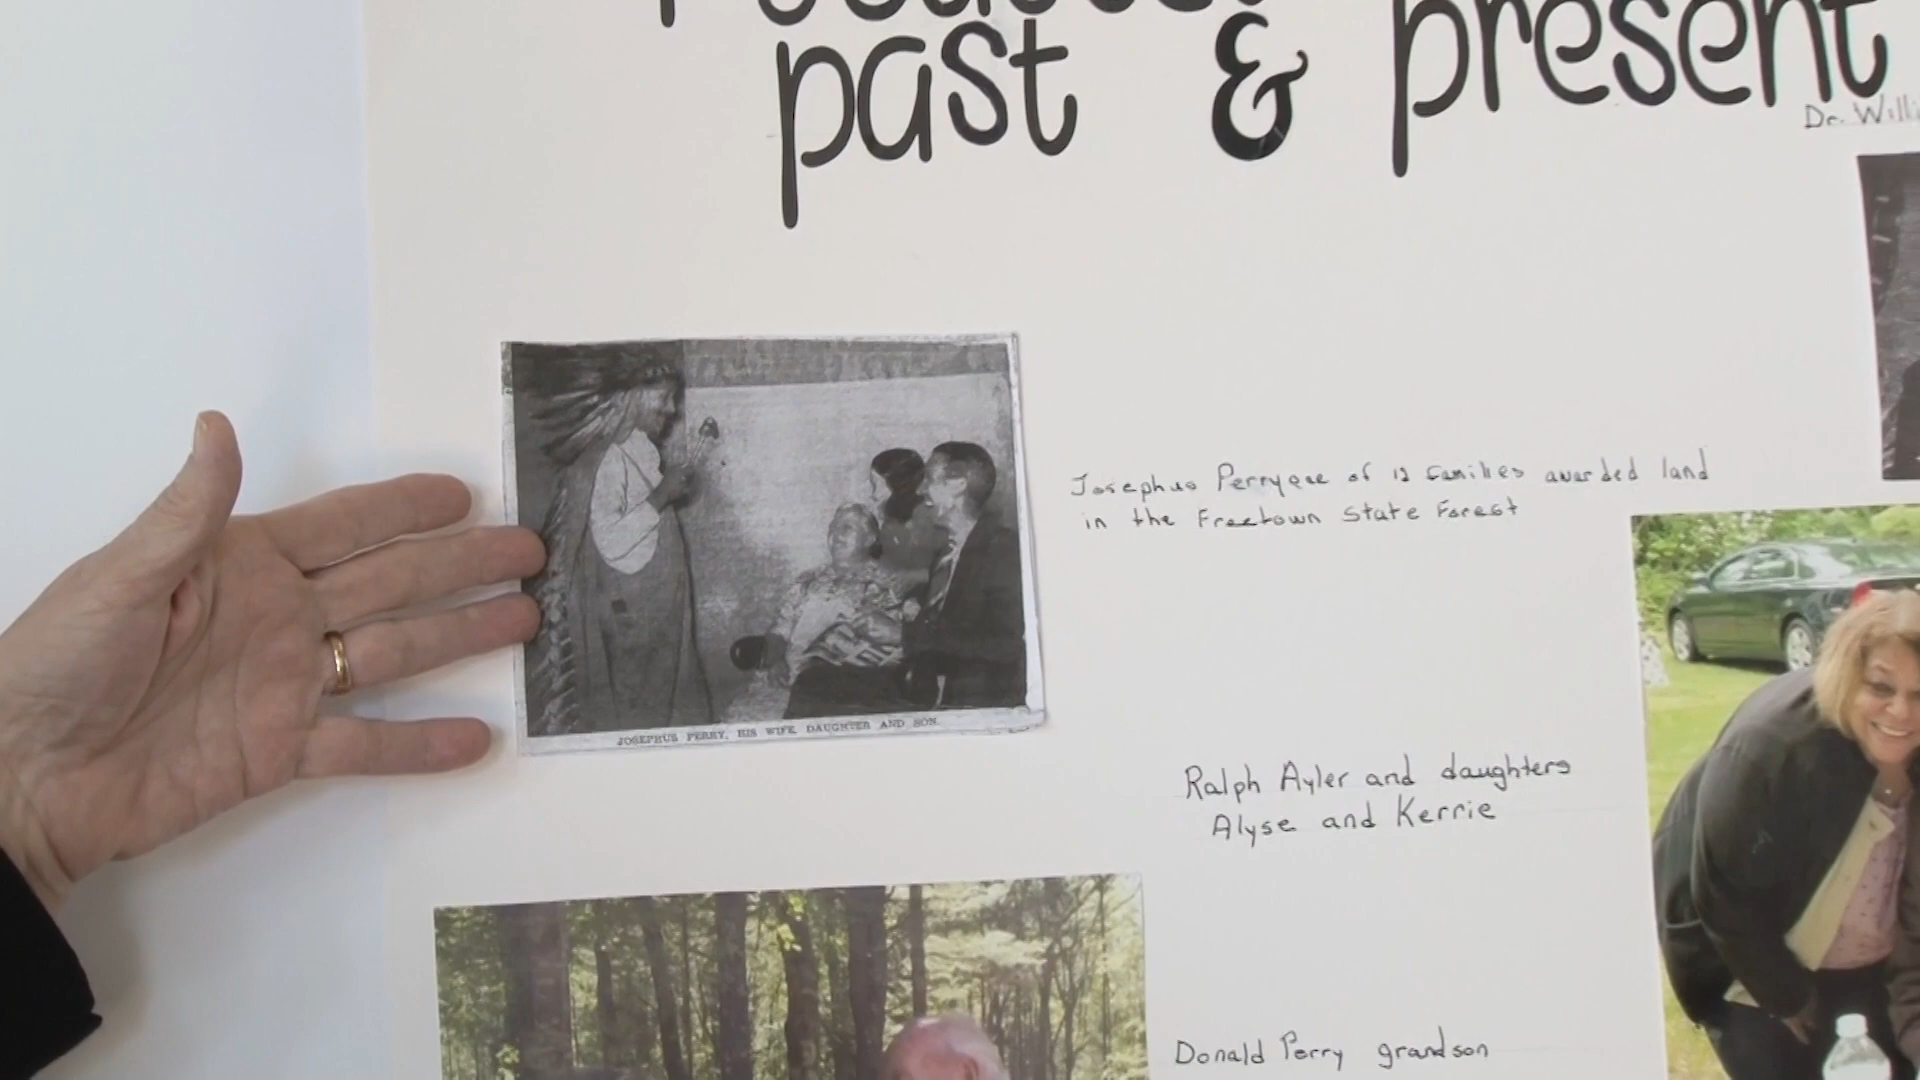 past & present
Dr. Willi
Josephus Perry one of 12 families awarded land
in the Freetown State Forest
JOSEPHUS PERRY, HIS WIFE, DAUGHTER AND SON.
Ralph Ayler and daughters
Alyse and Kerrie
Donald Perry grandson